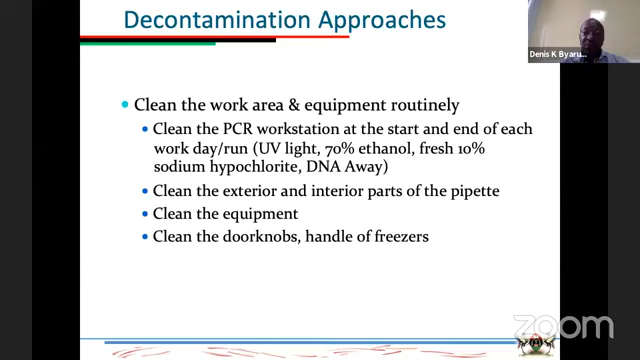 Decontamination Approaches
Denis K Byaru...
• Clean the work area & equipment routinely
• Clean the PCR workstation at the start and end of each
work day/run (UV light, 70% ethanol, fresh 10%
sodium hypochlorite, DNA Away)
• Clean the exterior and interior parts of the pipette
• Clean the equipment
• Clean the doorknobs, handle of freezers
zoom